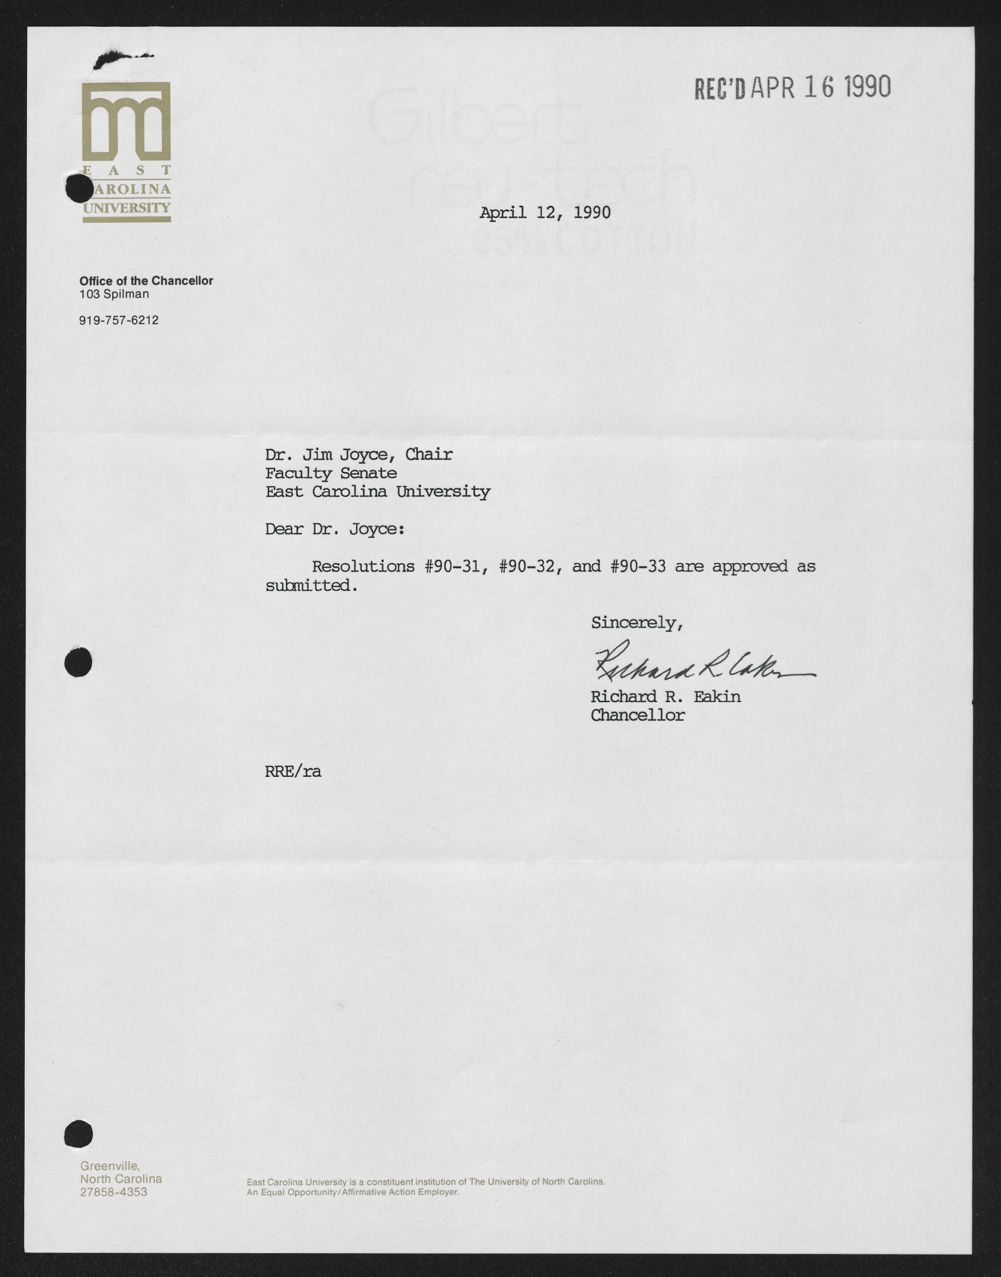 REC'D APR 16 1990
EAST
CAROLINA
UNIVERSITY
Gilbert
25% COTTON
April 12, 1990
Office of the Chancellor
103 Spilman
919-757-6212
Dr. Jim Joyce, Chair
Faculty Senate
East Carolina University
Dear Dr. Joyce:
Resolutions #90-31, #90-32, and #90-33 are approved as
submitted.
Sincerely,
Richard R. Eakin
Richard R. Eakin
Chancellor
RRE/ra
Greenville,
North Carolina
27858-4353
East Carolina University is a constituent institution of The University of North Carolina.
An Equal Opportunity/Affirmative Action Employer.